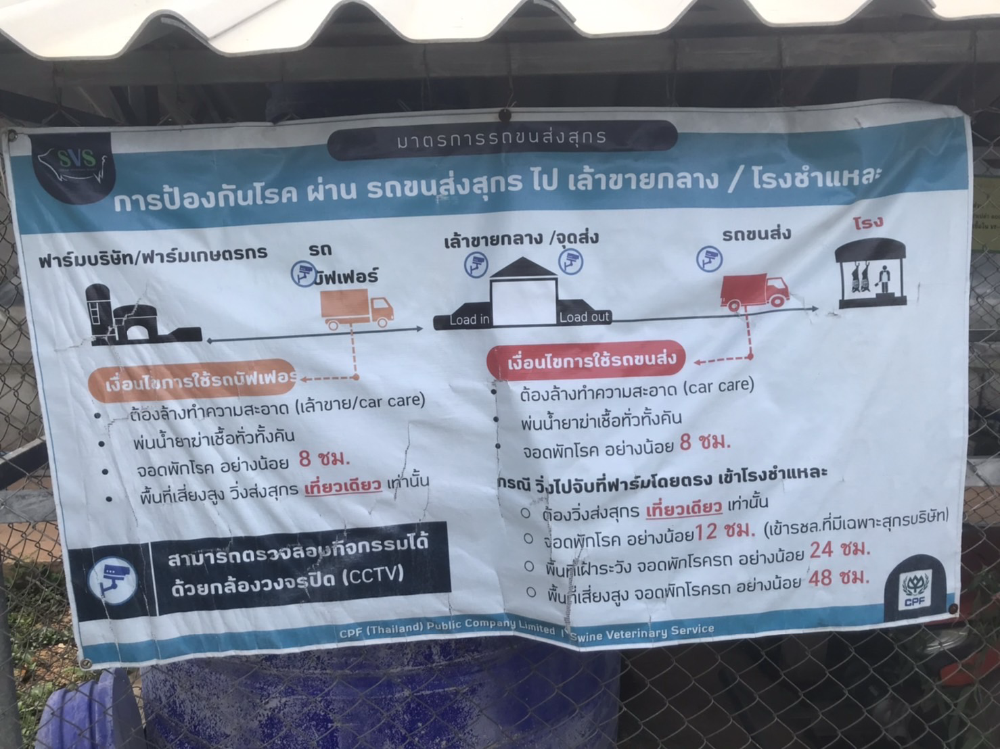 มาตรการรถขนส่งสุกร
SVS
การป้องกันโรค ผ่าน รถขนส่งสุกร ไป เล้าขายกลาง / โรงชำแหละ
ฟาร์มบริษัท/ฟาร์มเกษตรกร
รถ
บัฟเฟอร์
เล้าขายกลาง /จุดส่ง
รถขนส่ง
โรง
Load in
Load out
เงื่อนไขการใช้รถบัฟเฟอร์
• ต้องล้างทำความสะอาด (เล้าขาย/car care)
• พ่นน้ำยาฆ่าเชื้อทั่วทั้งคัน
• จอดพักโรค อย่างน้อย 8 ชม.
• พื้นที่เสี่ยงสูง วิ่งส่งสุกร เที่ยวเดียว เท่านั้น
เงื่อนไขการใช้รถขนส่ง
• ต้องล้างทำความสะอาด (car care)
• พ่นน้ำยาฆ่าเชื้อทั่วทั้งคัน
• จอดพักโรค อย่างน้อย 8 ชม.
กรณี วิ่งไปจับที่ฟาร์มโดยตรง เข้าโรงชำแหละ
○ ต้องวิ่งส่งสุกร เที่ยวเดียว เท่านั้น
○ จอดพักโรค อย่างน้อย 12 ชม. (เข้ารชล.ที่มีเฉพาะสุกรบริษัท)
○ พื้นที่เฝ้าระวัง จอดพักโรครถ อย่างน้อย 24 ชม.
○ พื้นที่เสี่ยงสูง จอดพักโรครถ อย่างน้อย 48 ชม.
สามารถตรวจสอบกิจกรรมได้
ด้วยกล้องวงจรปิด (CCTV)
CPF
CPF (Thailand) Public Company Limited | Swine Veterinary Service